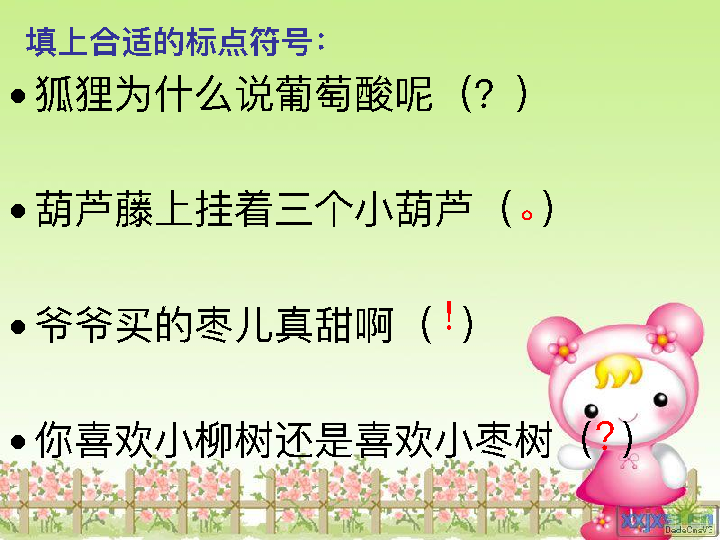 填上合适的标点符号：
•狐狸为什么说葡萄酸呢（? ）
•葫芦藤上挂着三个小葫芦（。）
•爷爷买的枣儿真甜啊（！）
•你喜欢小柳树还是喜欢小枣树（?）
DedeCmsV3